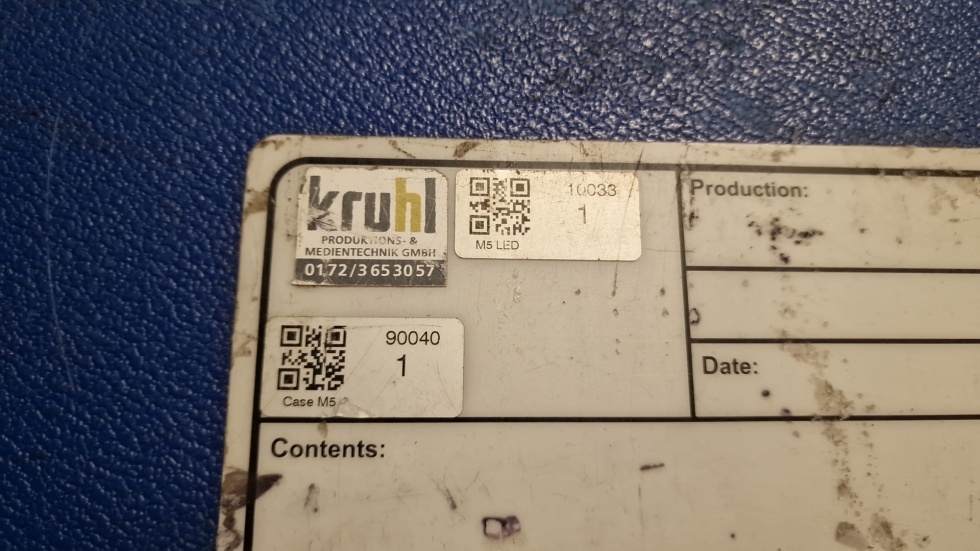 kruhl
PRODUKTIONS- &
MEDIENTECHNIK GMBH
0172/3653057
10033
1
M5 LED
Production:
90040
1
Case M5
Date:
Contents: